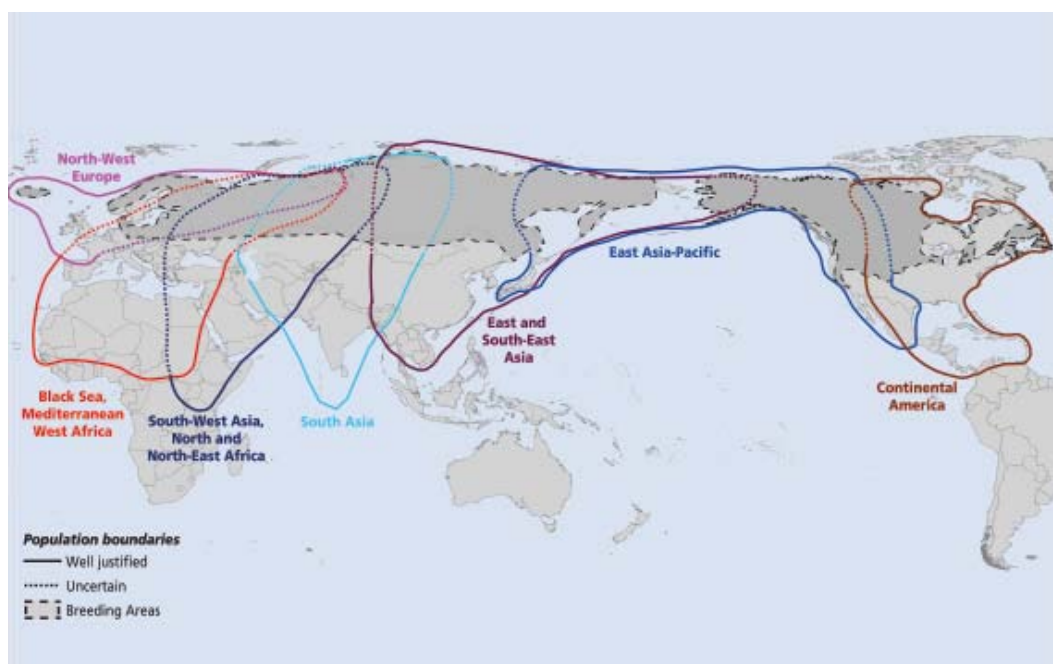 North-West
Europe
East Asia-Pacific
East and
South-East
Asia
Continental
America
Black Sea,
Mediterranean
West Africa
South-West Asia,
North and
North-East Africa
South Asia
Population boundaries
Well justified
Uncertain
Breeding Areas